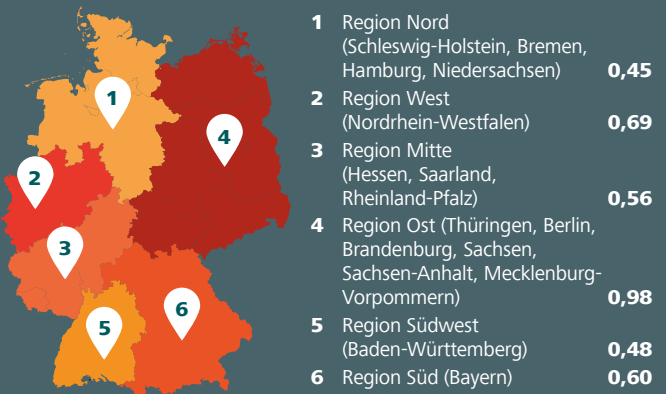 1
2
3
4
5
6
1 Region Nord
(Schleswig-Holstein, Bremen,
Hamburg, Niedersachsen) 0,45
2 Region West
(Nordrhein-Westfalen) 0,69
3 Region Mitte
(Hessen, Saarland,
Rheinland-Pfalz) 0,56
4 Region Ost (Thüringen, Berlin,
Brandenburg, Sachsen,
Sachsen-Anhalt, Mecklenburg-
Vorpommern) 0,98
5 Region Südwest
(Baden-Württemberg) 0,48
6 Region Süd (Bayern) 0,60